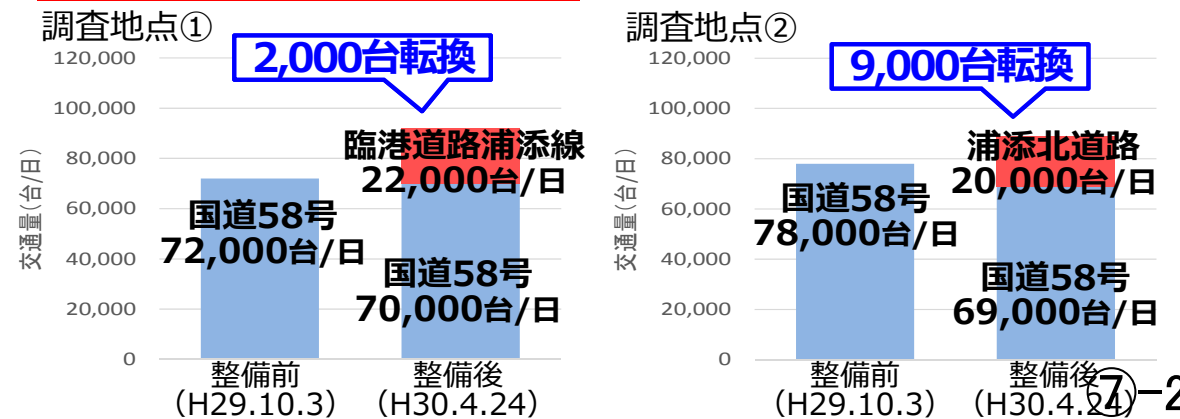 調査地点①
2,000台転換
120,000
100,000
80,000
60,000
40,000
20,000
0
交通量(台/日)
国道58号
72,000台/日
臨港道路浦添線
22,000台/日
国道58号
70,000台/日
整備前
(H29.10.3)
整備後
(H30.4.24)
調査地点②
9,000台転換
120,000
100,000
80,000
60,000
40,000
20,000
0
交通量(台/日)
国道58号
78,000台/日
浦添北道路
20,000台/日
国道58号
69,000台/日
整備前
(H29.10.3)
整備後
(H30.4.24)
⑦-2